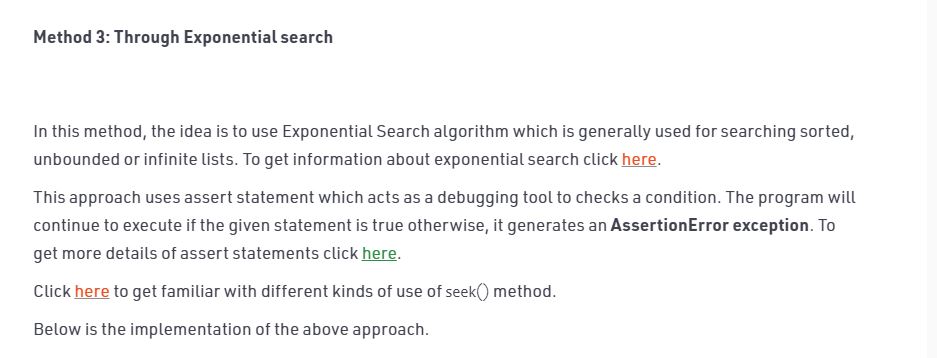 Method 3: Through Exponential search
In this method, the idea is to use Exponential Search algorithm which is generally used for searching sorted,
unbounded or infinite lists. To get information about exponential search click here.
This approach uses assert statement which acts as a debugging tool to checks a condition. The program will
continue to execute if the given statement is true otherwise, it generates an AssertionError exception. To
get more details of assert statements click here.
Click here to get familiar with different kinds of use of seek() method.
Below is the implementation of the above approach.